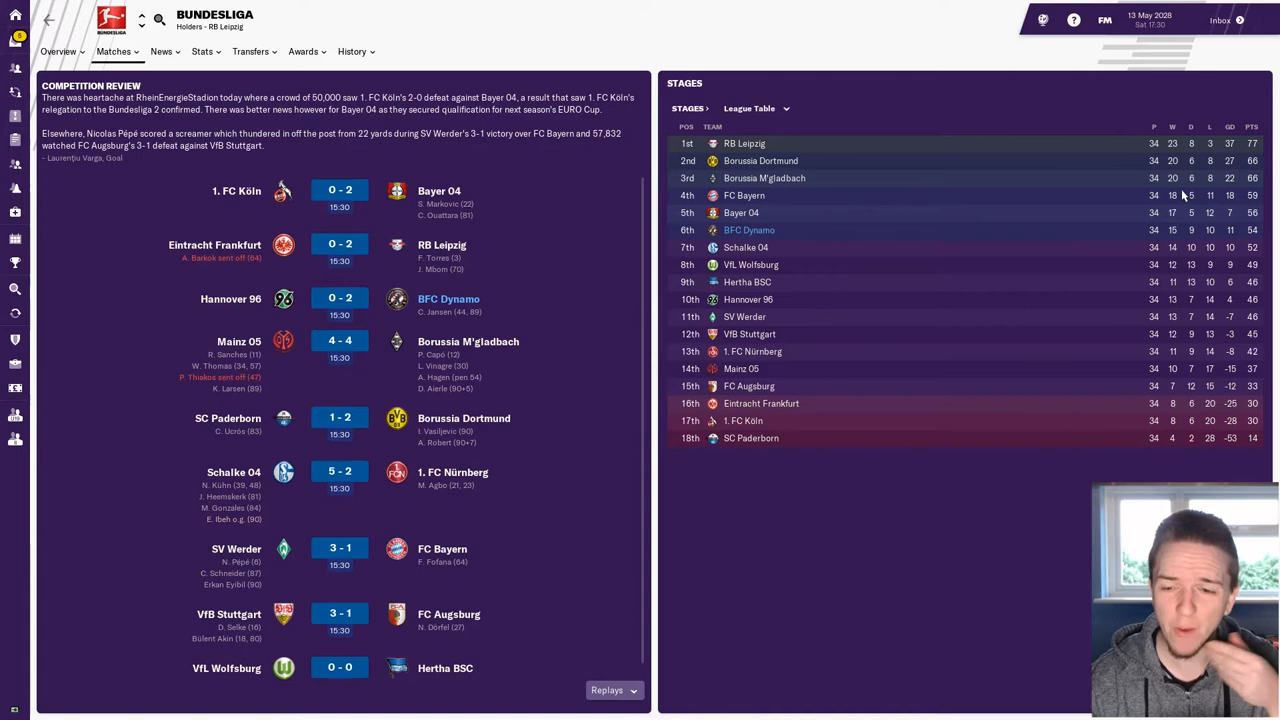 BUNDESLIGA
Holders - RB Leipzig
FM
13 May 2028
Sat 17:30
Inbox
5
Overview Matches News Stats Transfers Awards History
COMPETITION REVIEW
There was heartache at RheinEnergieStadion today where a crowd of 50,000 saw 1. FC Köln's 2-0 defeat against Bayer 04, a result that saw 1. FC Köln's
relegation to the Bundesliga 2 confirmed. There was better news however for Bayer 04 as they secured qualification for next season's EURO Cup.
Elsewhere, Nicolas Pépé scored a screamer which thundered in off the post from 22 yards during SV Werder's 3-1 victory over FC Bayern and 57,832
watched FC Augsburg's 3-1 defeat against VfB Stuttgart.
- Laurențiu Varga, Goal
1. FC Köln 0 - 2 Bayer 04
15:30 S. Markovic (22)
C. Ouattara (81)
Eintracht Frankfurt 0 - 2 RB Leipzig
A. Barkok sent off (64) 15:30 F. Torres (3)
J. Mbom (70)
Hannover 96 0 - 2 BFC Dynamo
15:30 C. Jansen (44, 89)
Mainz 05 4 - 4 Borussia M'gladbach
R. Sanches (11) 15:30 P. Capó (12)
W. Thomas (34, 57) L. Vinagre (30)
P. Thiakos sent off (47) A. Hagen (pen 54)
K. Larsen (89) D. Aierle (90+5)
SC Paderborn 1 - 2 Borussia Dortmund
C. Ucrós (83) 15:30 I. Vasiljevic (90)
A. Robert (90+7)
Schalke 04 5 - 2 1. FC Nürnberg
N. Kühn (39, 48) 15:30 M. Agbo (21, 23)
J. Heemskerk (81)
M. Gonzales (84)
E. Ibeh o.g. (90)
SV Werder 3 - 1 FC Bayern
N. Pépé (6) 15:30 F. Fofana (64)
C. Schneider (87)
Erkan Eyibil (90)
VfB Stuttgart 3 - 1 FC Augsburg
D. Selke (16) 15:30 N. Dörfel (27)
Bülent Akin (18, 80)
VfL Wolfsburg 0 - 0 Hertha BSC
15:30
Replays
STAGES
STAGES > League Table
POS TEAM P W D L GD PTS
1st RB Leipzig 34 23 8 3 37 77
2nd Borussia Dortmund 34 20 6 8 27 66
3rd Borussia M'gladbach 34 20 6 8 22 66
4th FC Bayern 34 18 5 11 18 59
5th Bayer 04 34 17 5 12 7 56
6th BFC Dynamo 34 15 9 10 11 54
7th Schalke 04 34 14 10 10 10 52
8th VfL Wolfsburg 34 12 13 9 9 49
9th Hertha BSC 34 11 13 10 6 46
10th Hannover 96 34 13 7 14 4 46
11th SV Werder 34 13 7 14 -7 46
12th VfB Stuttgart 34 12 9 13 -3 45
13th 1. FC Nürnberg 34 11 9 14 -8 42
14th Mainz 05 34 10 7 17 -15 37
15th FC Augsburg 34 7 12 15 -12 33
16th Eintracht Frankfurt 34 8 6 20 -25 30
17th 1. FC Köln 34 8 6 20 -28 30
18th SC Paderborn 34 4 2 28 -53 14